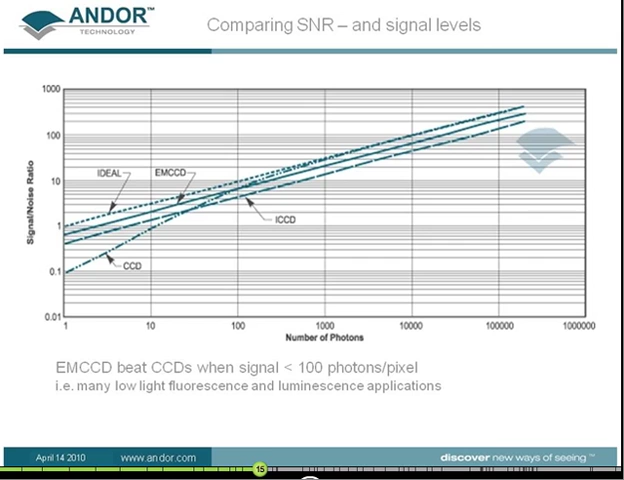 ANDOR™
TECHNOLOGY
Comparing SNR – and signal levels
1000
100
10
1
0.1
0.01
Signal/Noise Ratio
IDEAL
EMCCD
ICCD
CCD
1 10 100 1000 10000 100000 1000000
Number of Photons
EMCCD beat CCDs when signal < 100 photons/pixel
i.e. many low light fluorescence and luminescence applications
April 14 2010 www.andor.com discover new ways of seeing ™
15